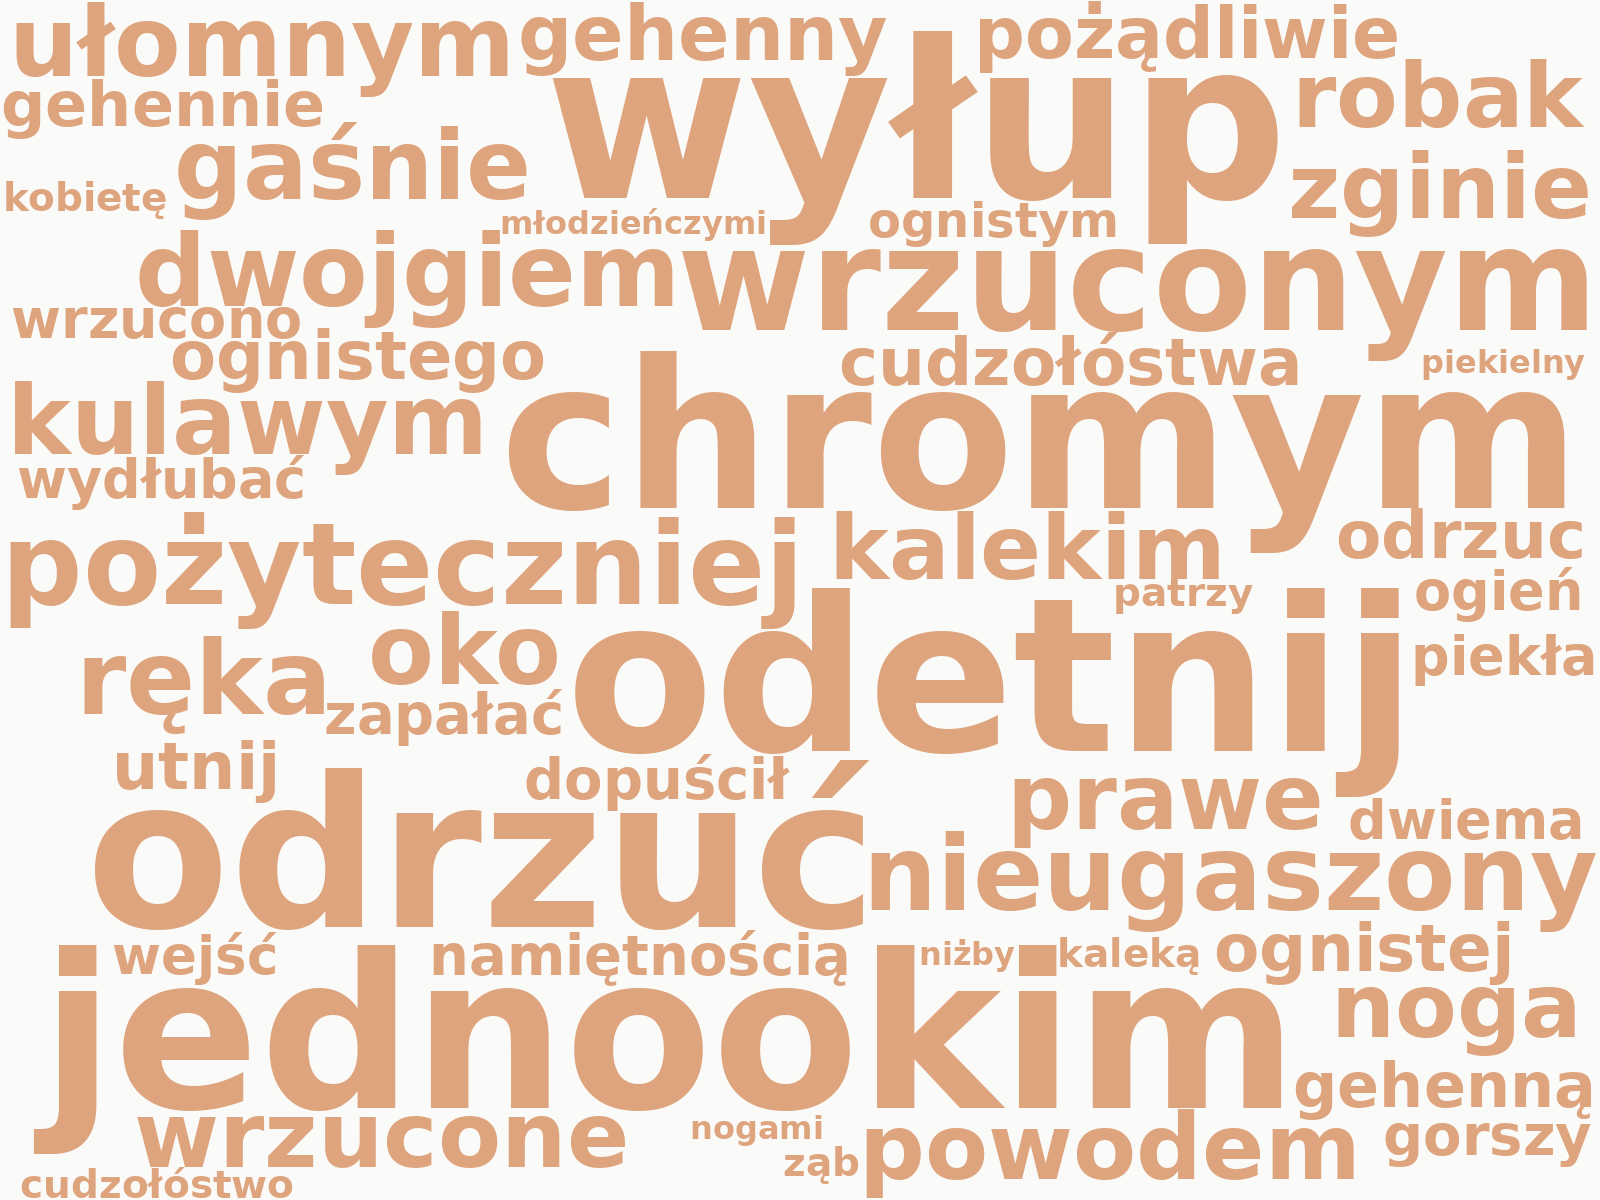 ułomnym
gehenny
pożądliwie
wyłup
robak
gehennie
gaśnie
zginie
kobietę
młodzieńczymi
ognistym
dwojgiem
wrzuconym
wrzucono
ognistego
cudzołóstwa
piekielny
kulawym
chromym
wydłubać
pożyteczniej
kalekim
odrzuc
patrzy
ogień
odetnij
oko
ręka
piekła
zapałać
utnij
dopuścił
prawe
odrzuć
dwiema
nieugaszony
wejść
namiętnością
niżby
kaleką
ognistej
jednookim
noga
gehenną
wrzucone
nogami
powodem
gorszy
ząb
cudzołóstwo